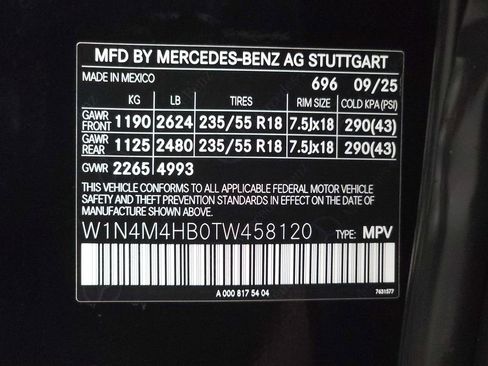 MFD BY MERCEDES-BENZ AG STUTTGART
MADE IN MEXICO 696 09/25
KG LB TIRES RIM SIZE COLD KPA(PSI)
GAWR FRONT 1190 2624 235/55 R18 7.5Jx18 290(43)
GAWR REAR 1125 2480 235/55 R18 7.5Jx18 290(43)
GVWR 2265 4993
THIS VEHICLE CONFORMS TO ALL APPLICABLE FEDERAL MOTOR VEHICLE
SAFETY AND THEFT PREVENTION STANDARDS IN EFFECT ON THE DATE
OF MANUFACTURE SHOWN ABOVE.
W1N4M4HB0TW458120 TYPE: MPV
A 000 817 54 04 7631577